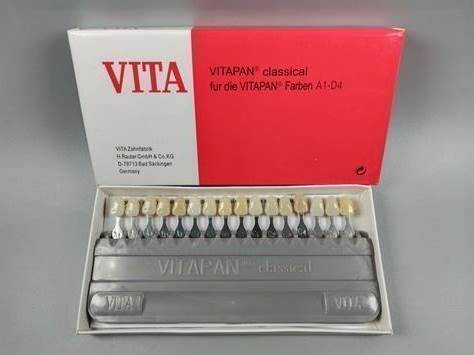 VITA
VITAPAN® classical
für die VITAPAN® Farben A1-D4
VITA Zahnfabrik
H.Rauter GmbH & Co.KG
D-79713 Bad Säckingen
Germany
VITAPAN® classical
VITA
VITA